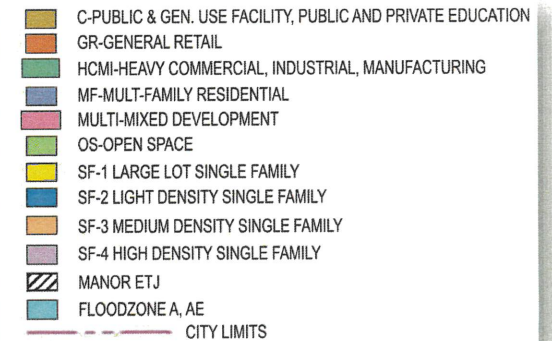 C-PUBLIC & GEN. USE FACILITY, PUBLIC AND PRIVATE EDUCATION
GR-GENERAL RETAIL
HCMI-HEAVY COMMERCIAL, INDUSTRIAL, MANUFACTURING
MF-MULT-FAMILY RESIDENTIAL
MULTI-MIXED DEVELOPMENT
OS-OPEN SPACE
SF-1 LARGE LOT SINGLE FAMILY
SF-2 LIGHT DENSITY SINGLE FAMILY
SF-3 MEDIUM DENSITY SINGLE FAMILY
SF-4 HIGH DENSITY SINGLE FAMILY
MANOR ETJ
FLOODZONE A, AE
CITY LIMITS